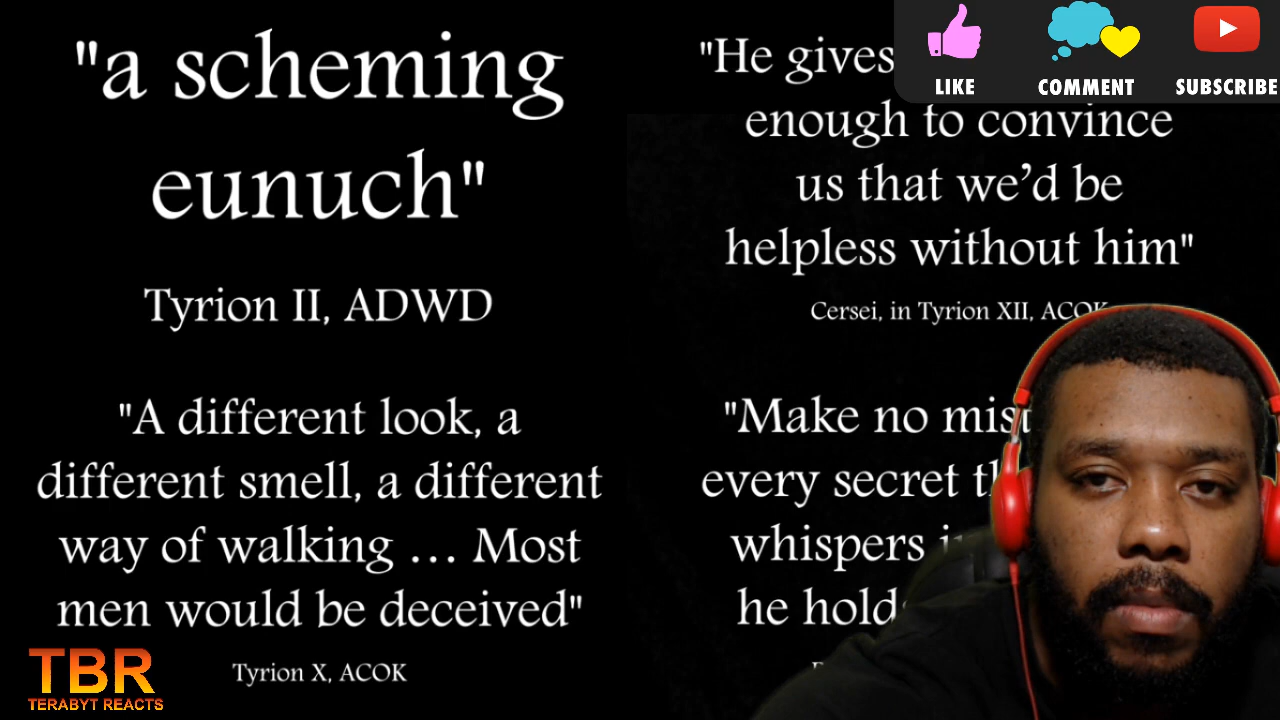 "a scheming
eunuch"
Tyrion II, ADWD
"A different look, a
different smell, a different
way of walking … Most
men would be deceived"
Tyrion X, ACOK
"He gives
enough to convince
us that we’d be
helpless without him"
Cersei, in Tyrion XII, ACOK
"Make no
every secret
whispers
he
LIKE
COMMENT
SUBSCRIBE
TBR
TERABYT REACTS